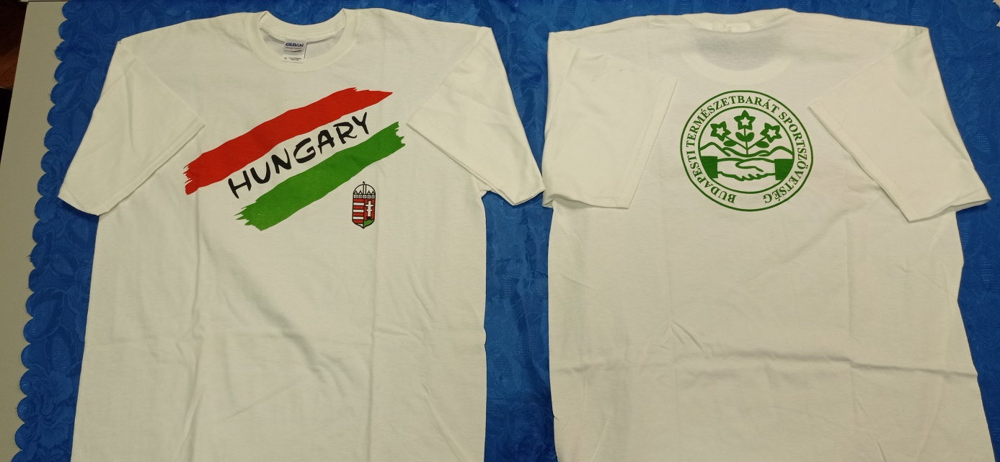 GILDAN
HUNGARY
BUDAPESTI TERMÉSZETBARÁT SPORTSZÖVETSÉG